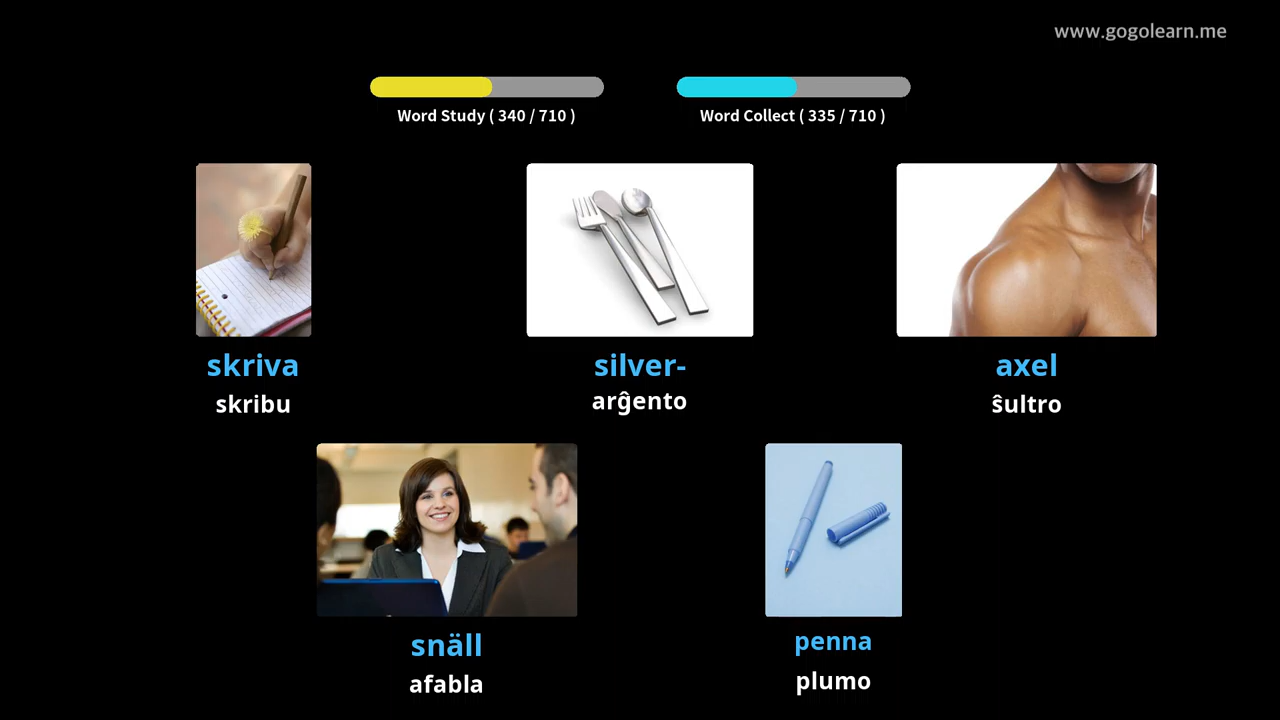 www.gogolearn.me
Word Study ( 340 / 710 )
Word Collect ( 335 / 710 )
skriva
skribu
silver-
arĝento
axel
ŝultro
snäll
afabla
penna
plumo